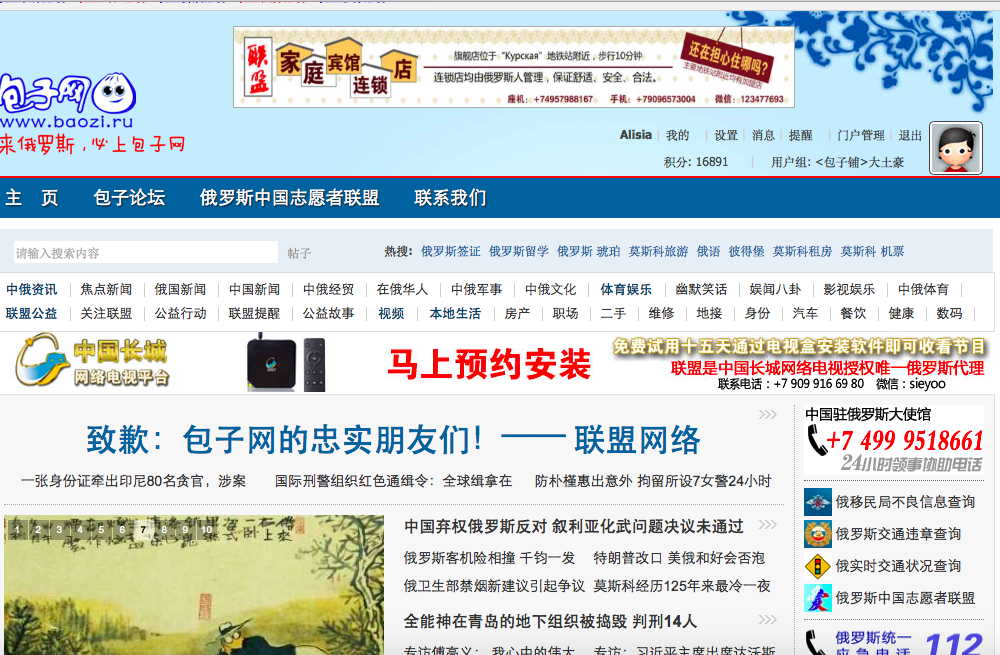 联盟 家庭宾馆连锁店
旗舰店位于“Курская”地铁站附近，步行10分钟
连锁店均由俄罗斯人管理，保证舒适、安全、合法。
还在担心住哪吗?
主要地铁站附近均有加盟店
座机：+74957988167 手机：+79096573004 微信：123477693
包子网
www.baozi.ru
来俄罗斯，必上包子网
Alisia 我的 设置 消息 提醒 门户管理 退出
积分: 16891 用户组: <包子铺>大土豪
主 页 包子论坛 俄罗斯中国志愿者联盟 联系我们
请输入搜索内容 帖子 热搜: 俄罗斯签证 俄罗斯留学 俄罗斯 琥珀 莫斯科旅游 俄语 彼得堡 莫斯科租房 莫斯科 机票
中俄资讯 焦点新闻 俄国新闻 中国新闻 中俄经贸 在俄华人 中俄军事 中俄文化 体育娱乐 幽默笑话 娱闻八卦 影视娱乐 中俄体育
联盟公益 关注联盟 公益行动 联盟提醒 公益故事 视频 本地生活 房产 职场 二手 维修 地接 身份 汽车 餐饮 健康 数码
中国长城
网络电视平台
马上预约安装
免费试用十五天通过电视盒安装软件即可收看节目
联盟是中国长城网络电视授权唯一俄罗斯代理
联系电话：+7 909 916 69 80 微信：sieyoo
致歉：包子网的忠实朋友们！—— 联盟网络
一张身份证牵出印尼80名贪官，涉案 国际刑警组织红色通缉令：全球缉拿在 防朴槿惠出意外 拘留所设7女警24小时
1 2 3 4 5 6 7 8 9 10
中国弃权俄罗斯反对 叙利亚化武问题决议未通过
俄罗斯客机险相撞 千钧一发 特朗普改口 美俄和好会否泡
俄卫生部禁烟新建议引起争议 莫斯科经历125年来最冷一夜
全能神在青岛的地下组织被捣毁 判刑14人
专访傅高义： 我心中的伟大 专访：习近平主席出席达沃斯
中国驻俄罗斯大使馆
+7 499 9518661
24小时领事协助电话
俄移民局不良信息查询
俄罗斯交通违章查询
俄实时交通状况查询
俄罗斯中国志愿者联盟
俄罗斯统一
应急电话 112